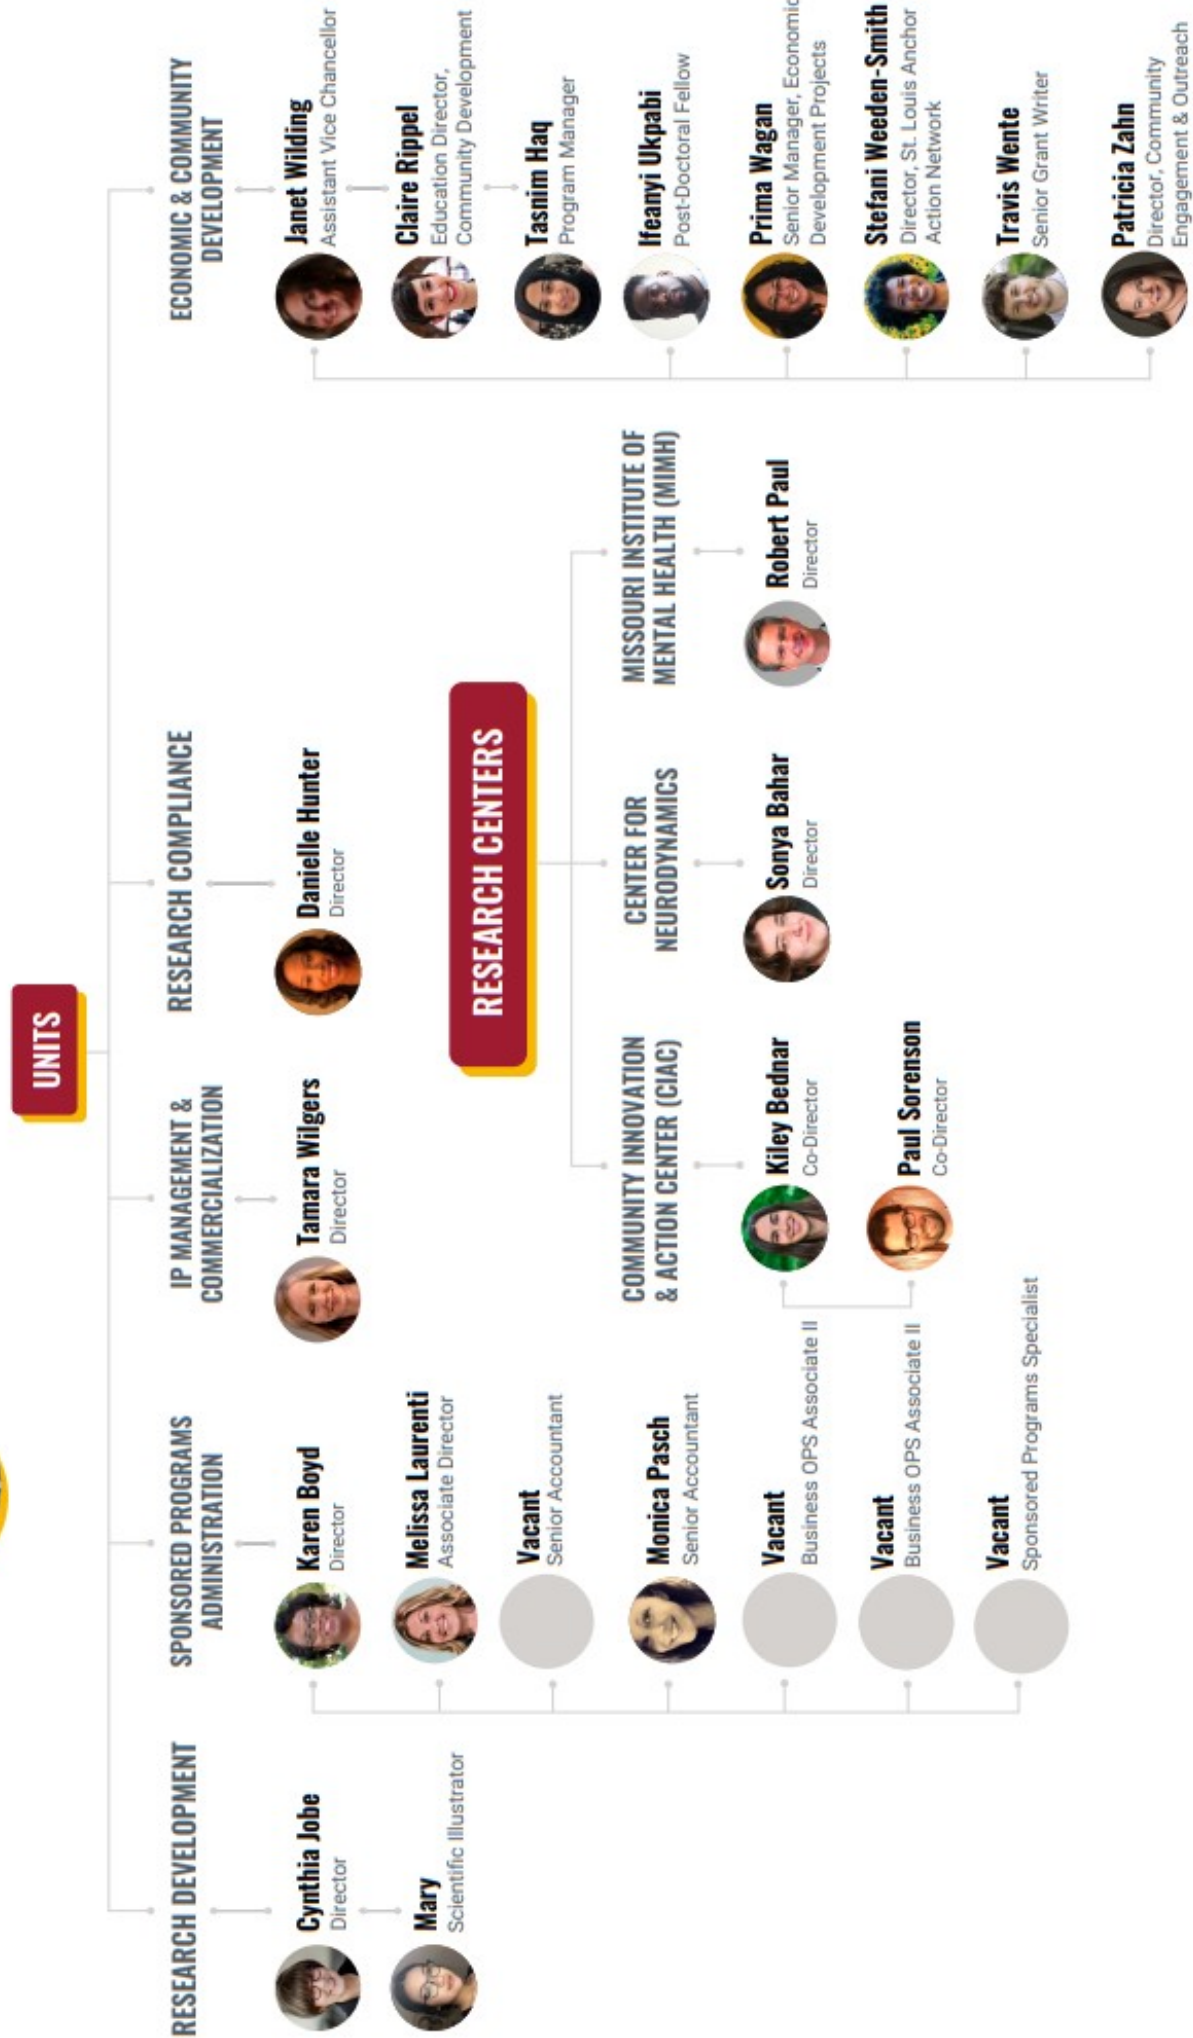 UNITS
RESEARCH DEVELOPMENT
Cynthia Jobe
Director
Mary
Scientific Illustrator
SPONSORED PROGRAMS
ADMINISTRATION
Karen Boyd
Director
Melissa Laurenti
Associate Director
Vacant
Senior Accountant
Monica Pasch
Senior Accountant
Vacant
Business OPS Associate II
Vacant
Business OPS Associate II
Vacant
Sponsored Programs Specialist
IP MANAGEMENT &
COMMERCIALIZATION
Tamara Wilgers
Director
RESEARCH COMPLIANCE
Danielle Hunter
Director
ECONOMIC & COMMUNITY
DEVELOPMENT
Janet Wilding
Assistant Vice Chancellor
Claire Rippel
Education Director,
Community Development
Tasnim Haq
Program Manager
Ifeanyi Ukpabi
Post-Doctoral Fellow
Prima Wagan
Senior Manager, Economic
Development Projects
Stefani Weeden-Smith
Director, St. Louis Anchor
Action Network
Travis Wente
Senior Grant Writer
Patricia Zahn
Director, Community
Engagement & Outreach
RESEARCH CENTERS
COMMUNITY INNOVATION
& ACTION CENTER (CIAC)
Kiley Bednar
Co-Director
Paul Sorenson
Co-Director
CENTER FOR
NEURODYNAMICS
Sonya Bahar
Director
MISSOURI INSTITUTE OF
MENTAL HEALTH (MIMH)
Robert Paul
Director